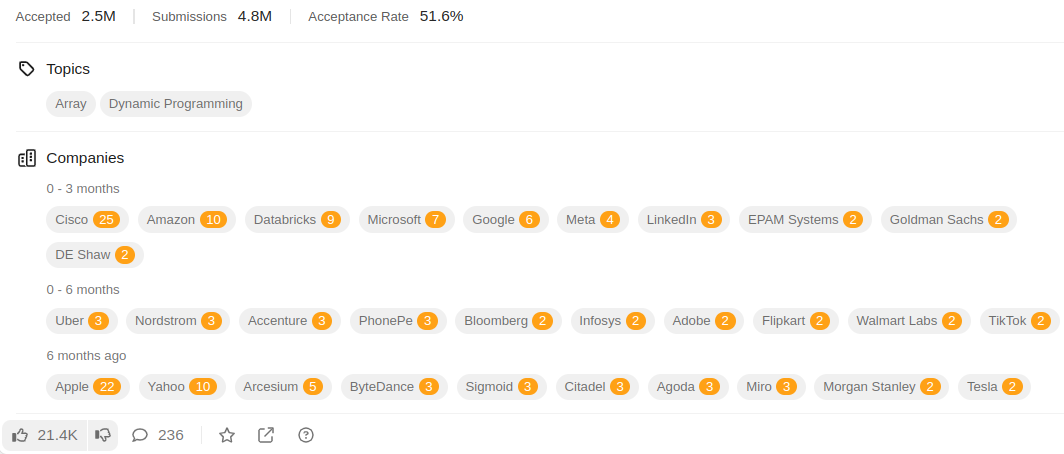 Accepted 2.5M Submissions 4.8M Acceptance Rate 51.6%
Topics
Array Dynamic Programming
Companies
0 - 3 months
Cisco 25 Amazon 10 Databricks 9 Microsoft 7 Google 6 Meta 4 LinkedIn 3 EPAM Systems 2 Goldman Sachs 2
DE Shaw 2
0 - 6 months
Uber 3 Nordstrom 3 Accenture 3 PhonePe 3 Bloomberg 2 Infosys 2 Adobe 2 Flipkart 2 Walmart Labs 2 TikTok 2
6 months ago
Apple 22 Yahoo 10 Arcesium 5 ByteDance 3 Sigmoid 3 Citadel 3 Agoda 3 Miro 3 Morgan Stanley 2 Tesla 2
21.4K 236